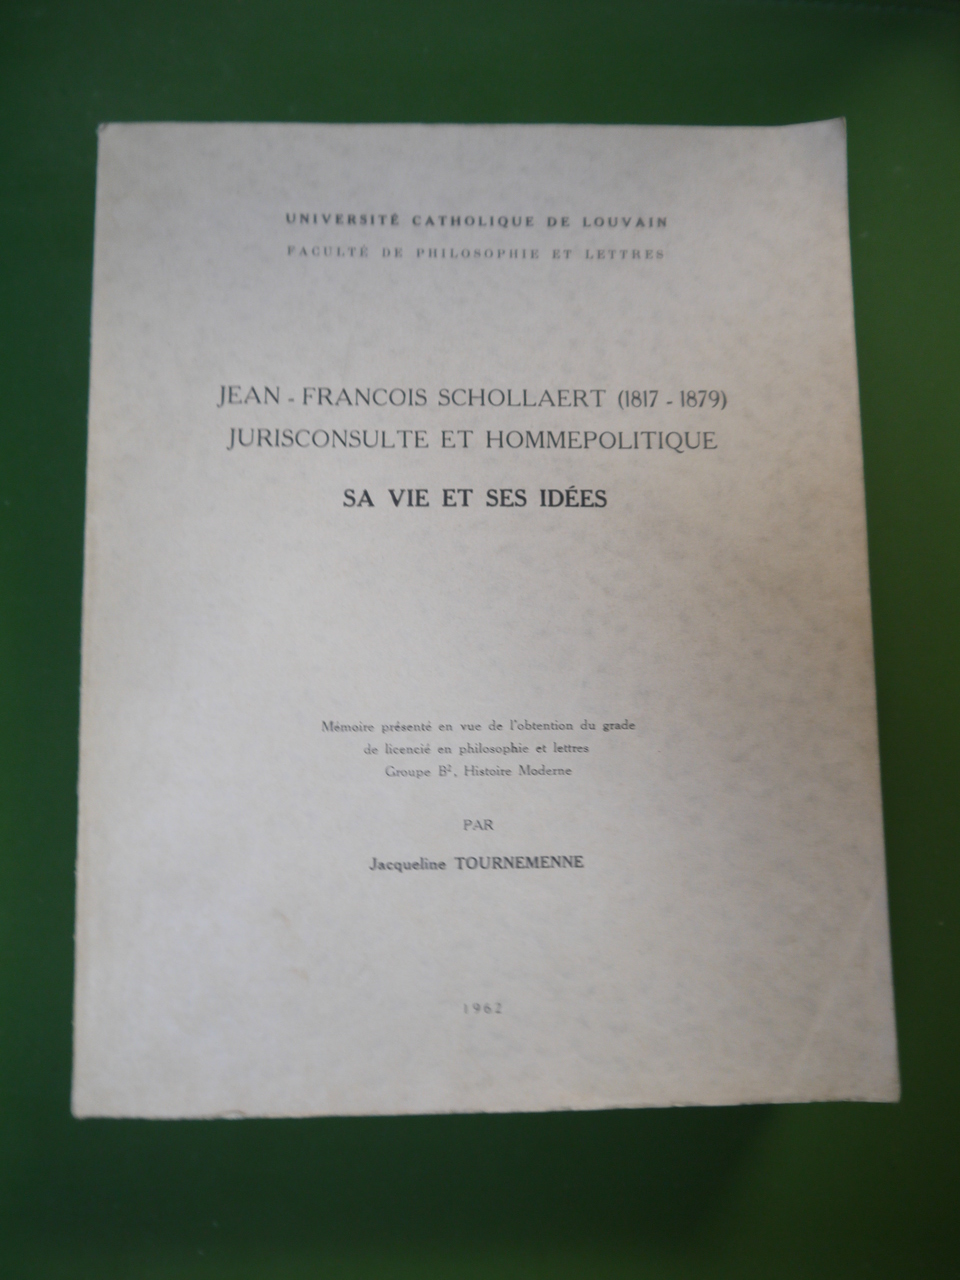 UNIVERSITÉ CATHOLIQUE DE LOUVAIN
FACULTÉ DE PHILOSOPHIE ET LETTRES
JEAN - FRANCOIS SCHOLLAERT (1817 - 1879)
JURISCONSULTE ET HOMMEPOLITIQUE
SA VIE ET SES IDÉES
Mémoire présenté en vue de l'obtention du grade
de licencié en philosophie et lettres
Groupe B², Histoire Moderne
PAR
Jacqueline TOURNEMENNE
1962